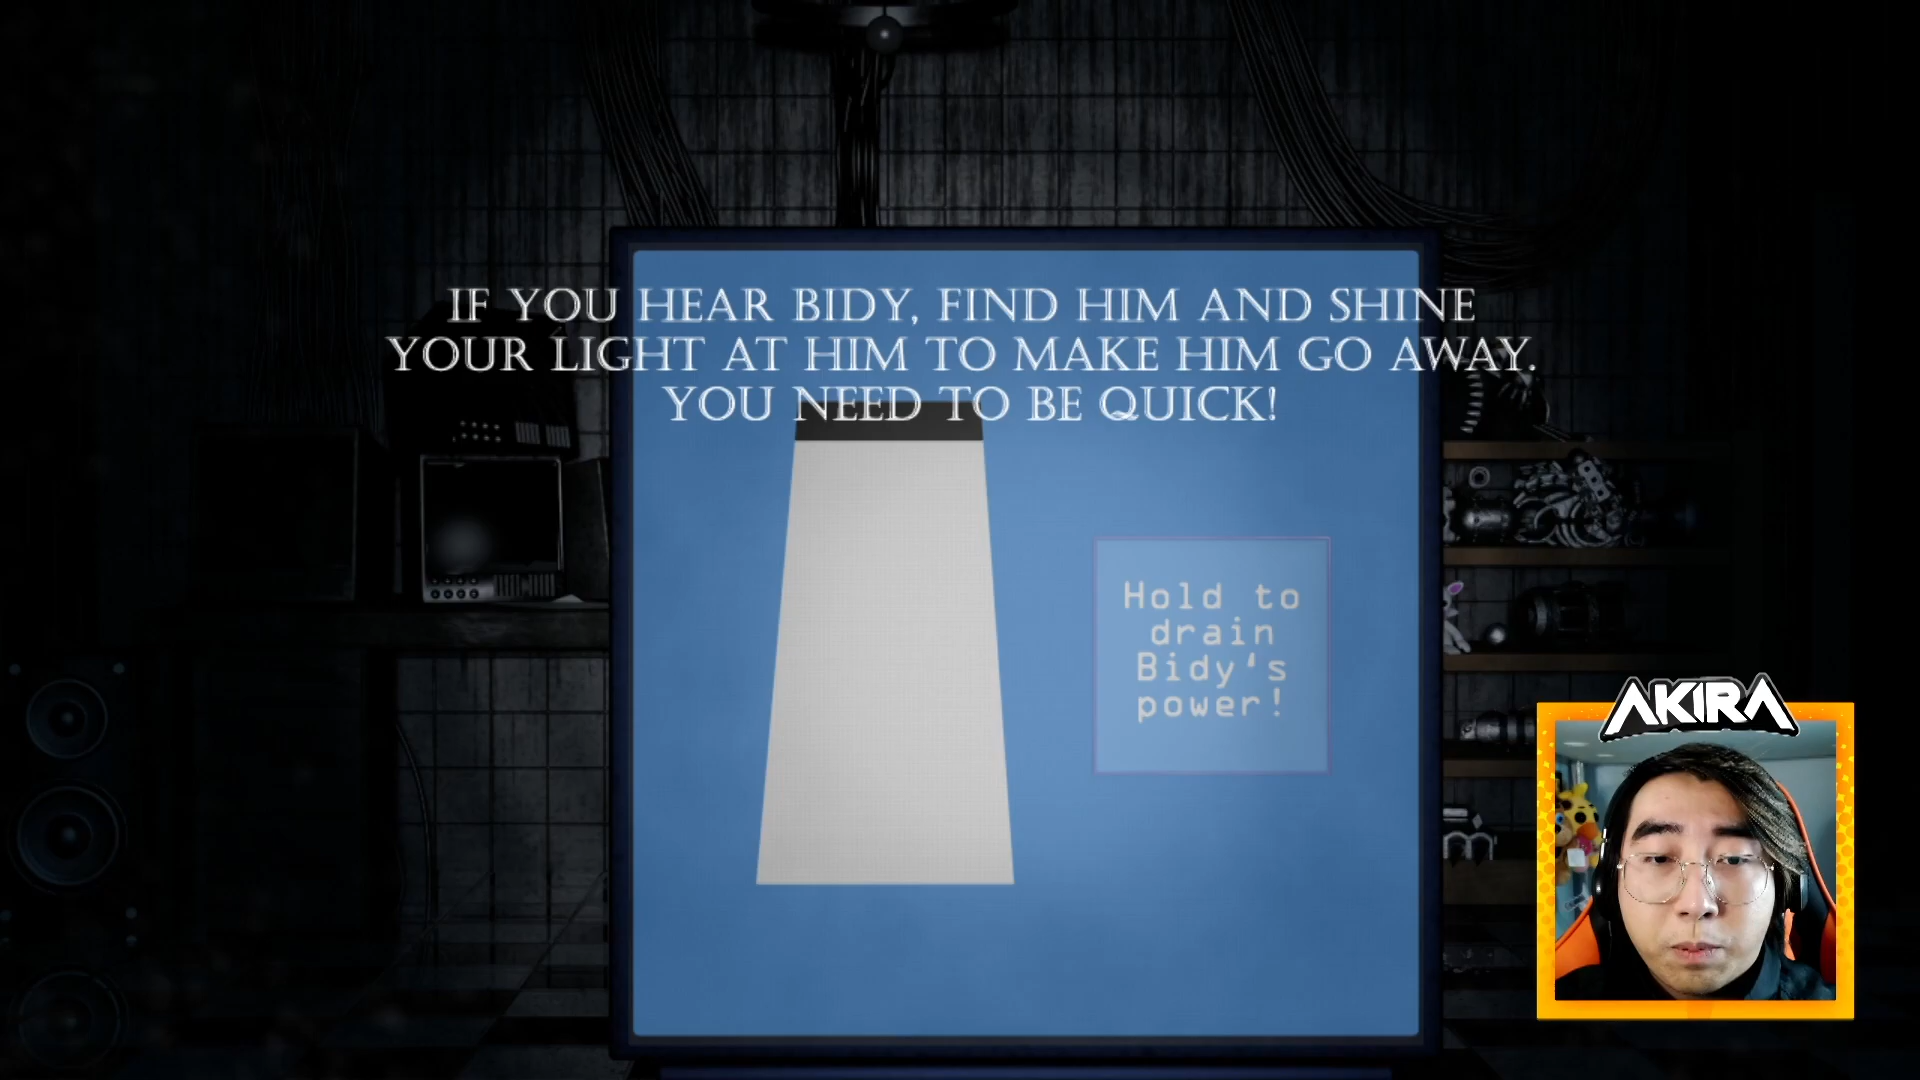 IF YOU HEAR BIDY, FIND HIM AND SHINE
YOUR LIGHT AT HIM TO MAKE HIM GO AWAY.
YOU NEED TO BE QUICK!
Hold to
drain
Bidy's
power!
AKIRA